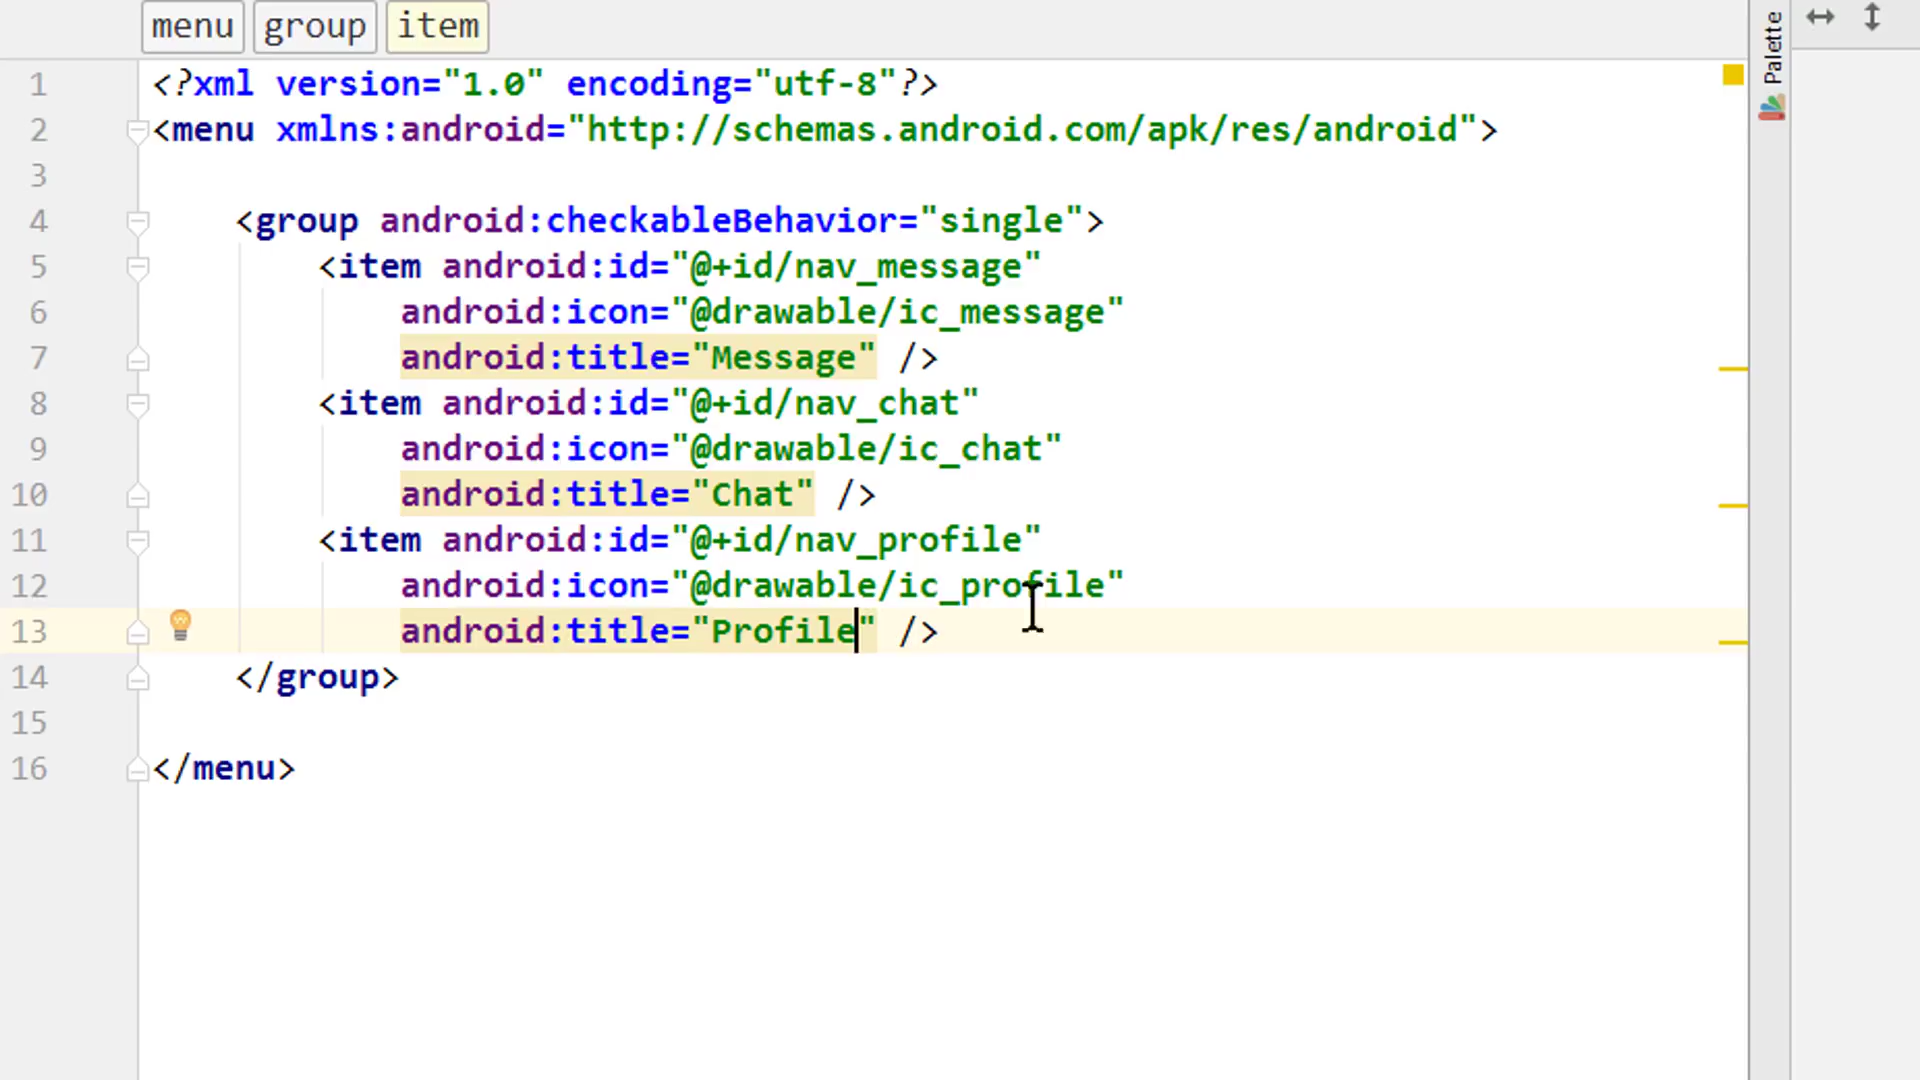 menu group item
Palette
1 <?xml version="1.0" encoding="utf-8"?>
2 <menu xmlns:android="http://schemas.android.com/apk/res/android">
3
4 <group android:checkableBehavior="single">
5 <item android:id="@+id/nav_message"
6 android:icon="@drawable/ic_message"
7 android:title="Message" />
8 <item android:id="@+id/nav_chat"
9 android:icon="@drawable/ic_chat"
10 android:title="Chat" />
11 <item android:id="@+id/nav_profile"
12 android:icon="@drawable/ic_profile"
13 android:title="Profile" />
14 </group>
15
16 </menu>